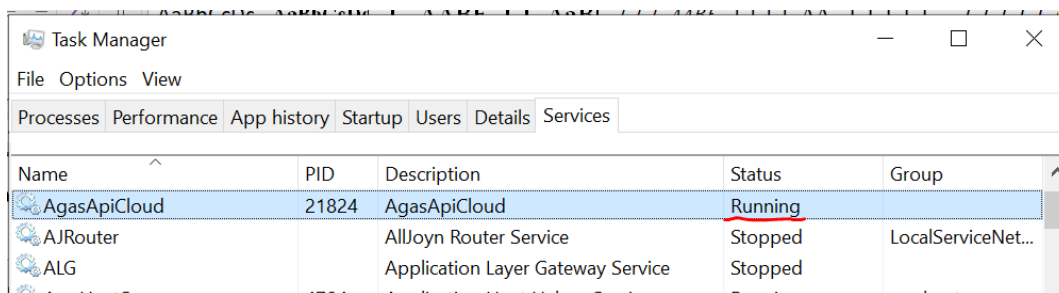 Task Manager
File Options View
Processes Performance App history Startup Users Details Services
Name PID Description Status Group
AgasApiCloud 21824 AgasApiCloud Running
AJRouter AllJoyn Router Service Stopped LocalServiceNet...
ALG Application Layer Gateway Service Stopped